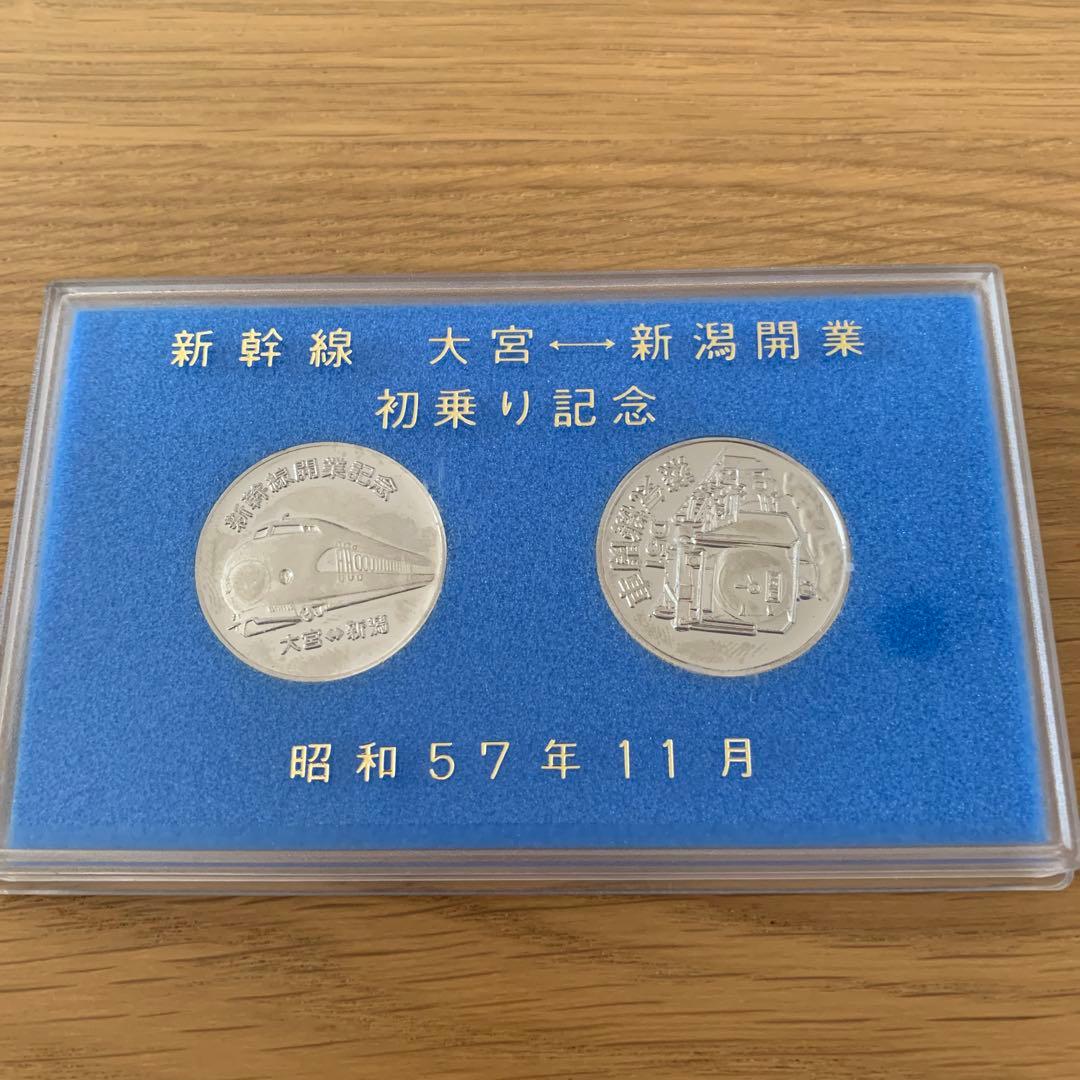 新幹線 大宮↔新潟開業
初乗り記念
新幹線開業記念
大宮↔新潟
昭和57年11月